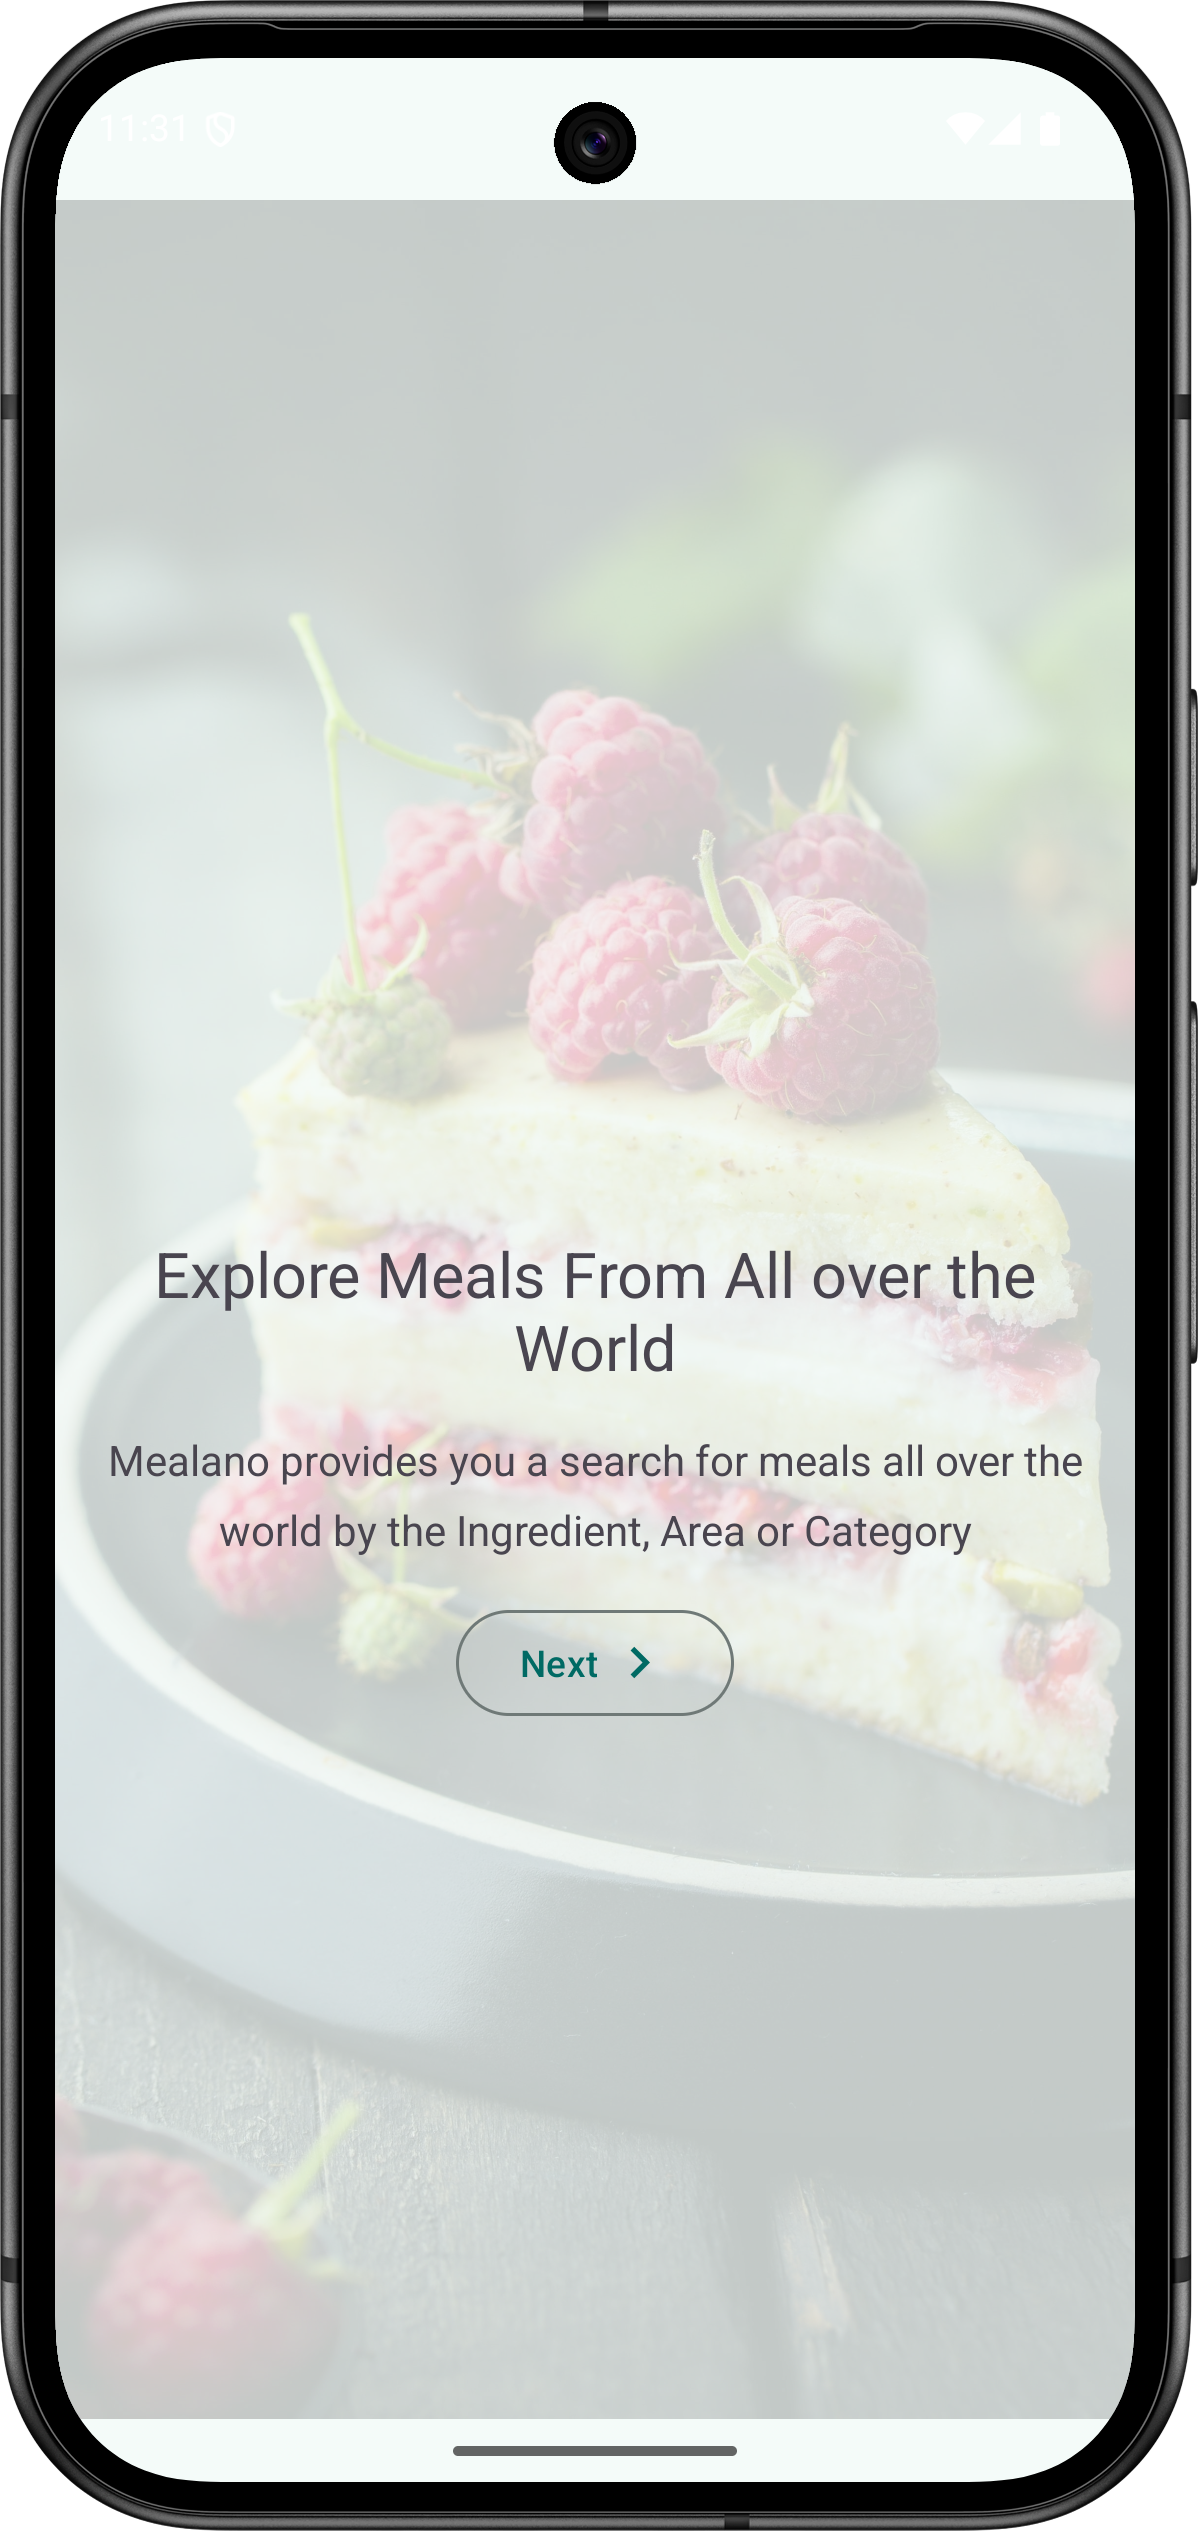 11:31
Explore Meals From All over the
World
Mealano provides you a search for meals all over the
world by the Ingredient, Area or Category
Next